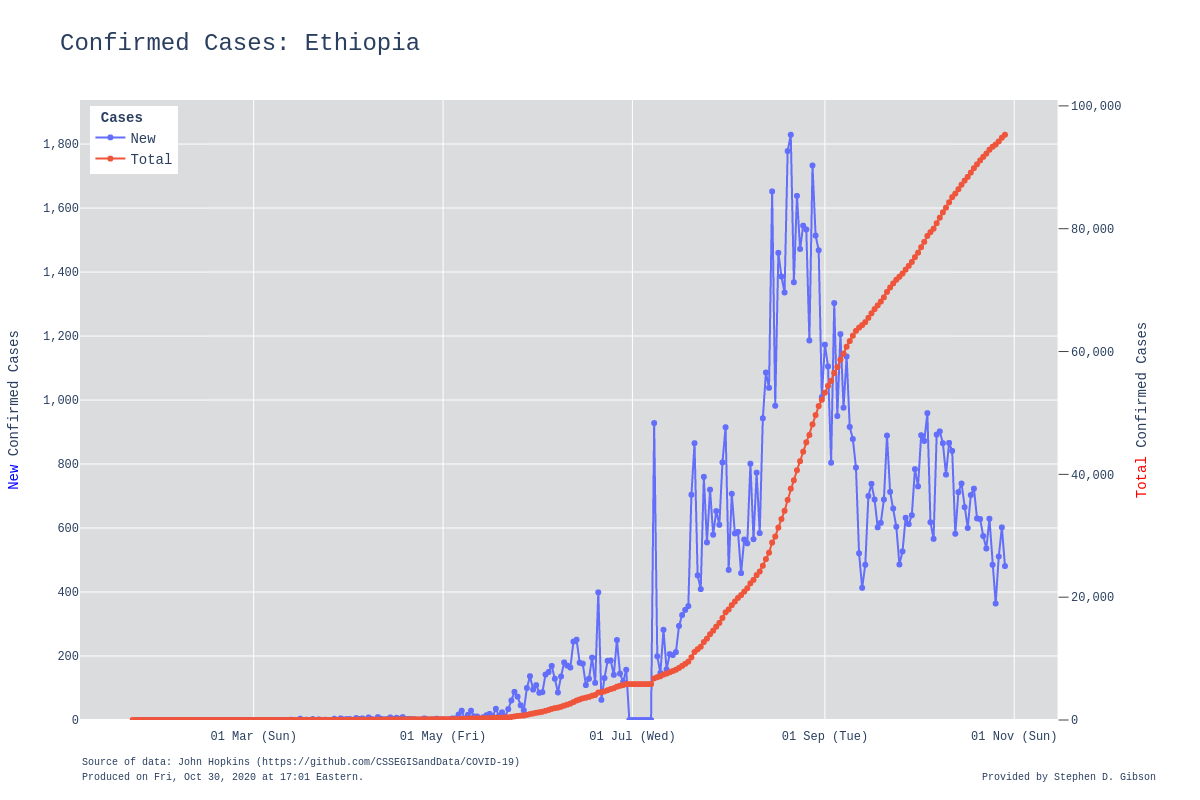 Confirmed Cases: Ethiopia
Cases
New
Total
1,800
1,600
1,400
1,200
1,000
800
600
400
200
0
New Confirmed Cases
100,000
80,000
60,000
40,000
20,000
0
Total Confirmed Cases
01 Mar (Sun)
01 May (Fri)
01 Jul (Wed)
01 Sep (Tue)
01 Nov (Sun)
Source of data: John Hopkins (https://github.com/CSSEGISandData/COVID-19)
Produced on Fri, Oct 30, 2020 at 17:01 Eastern.
Provided by Stephen D. Gibson